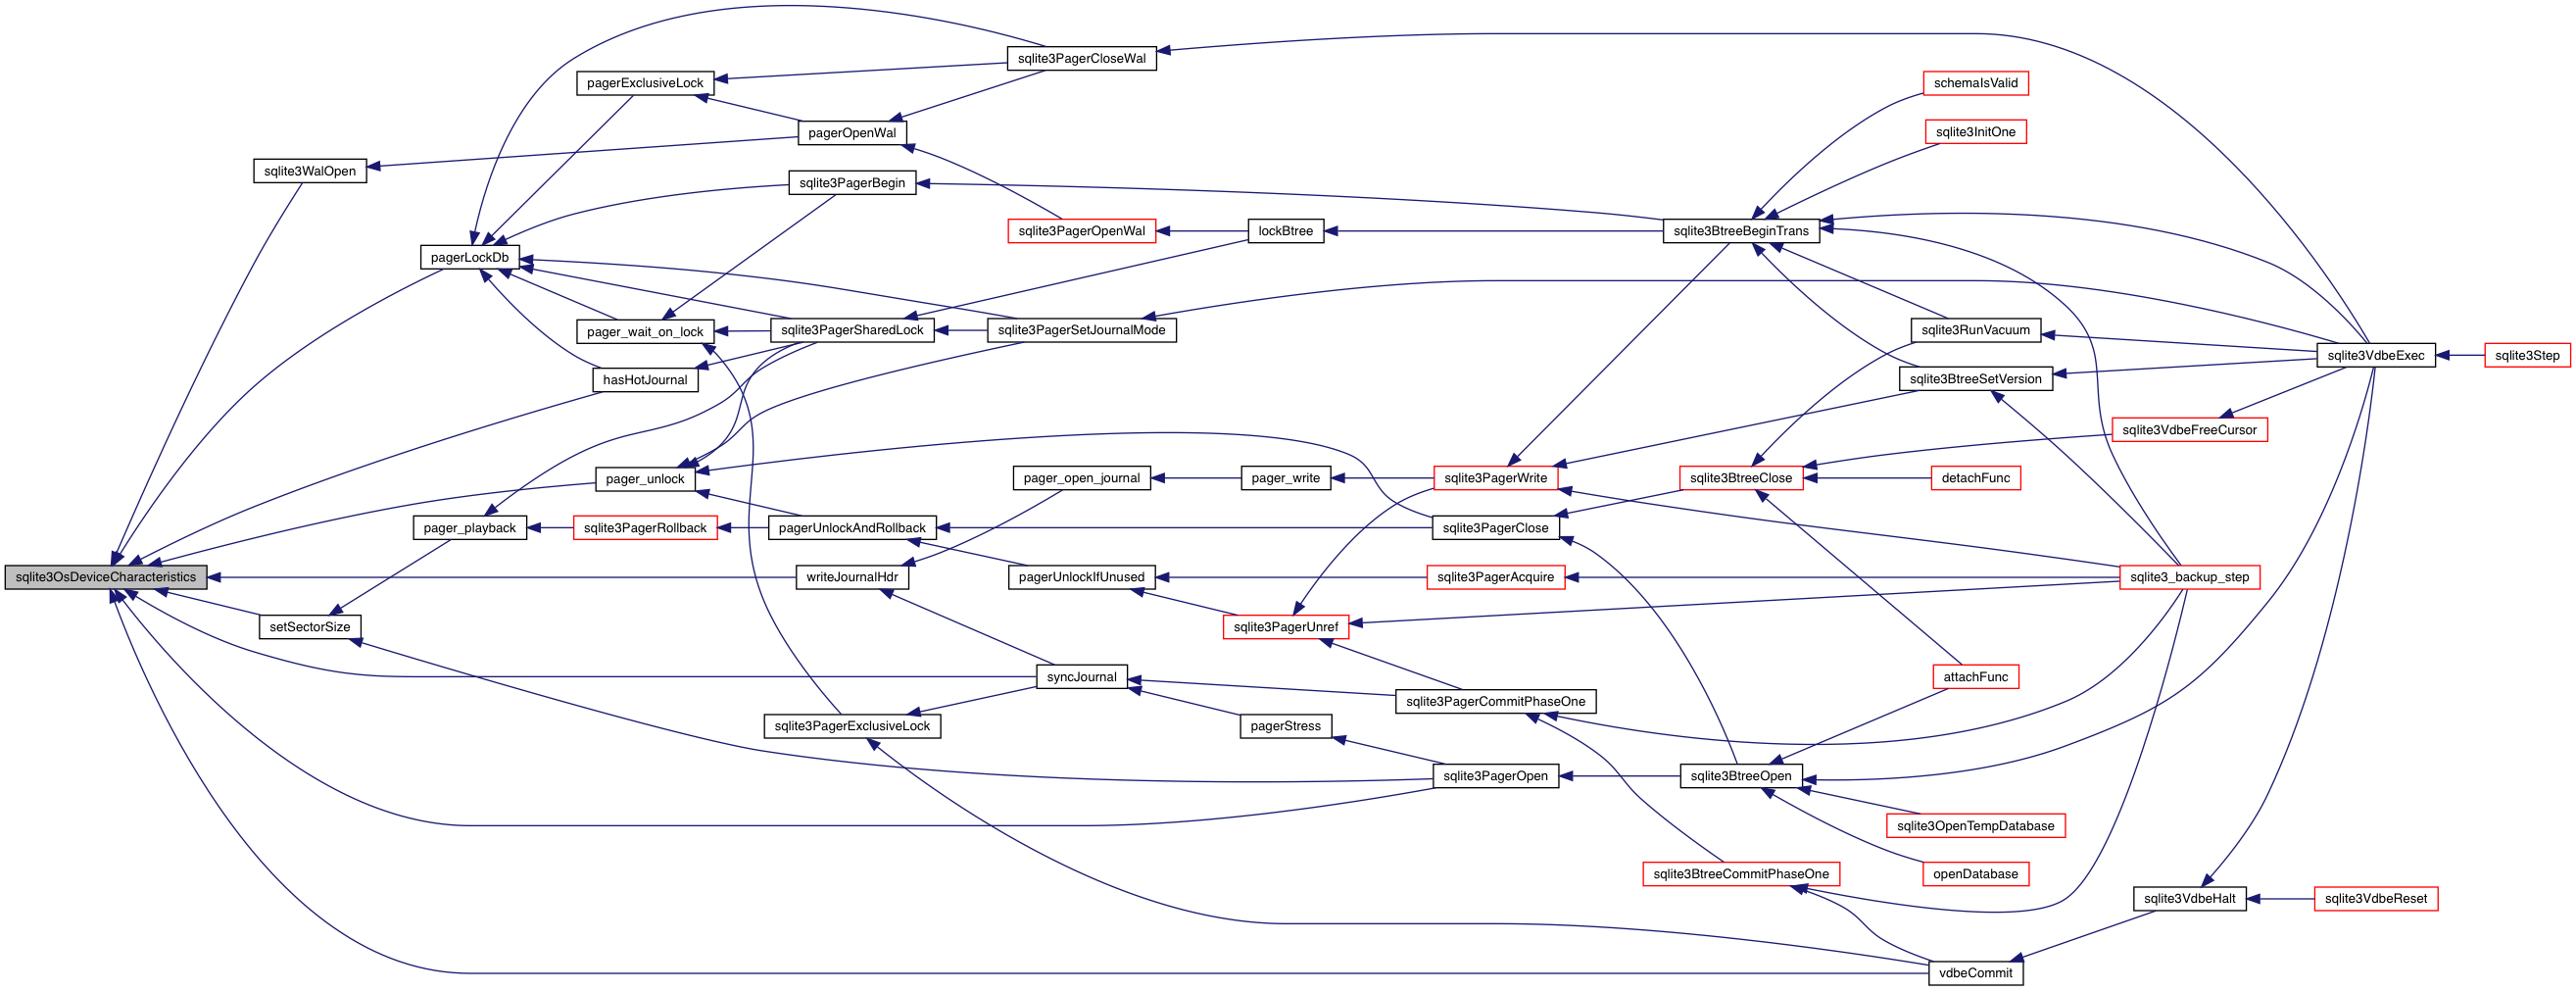 sqlite3OsDeviceCharacteristics
sqlite3WalOpen
setSectorSize
pagerLockDb
pager_playback
pagerExclusiveLock
pager_wait_on_lock
hasHotJournal
pager_unlock
sqlite3PagerRollback
pagerOpenWal
sqlite3PagerBegin
sqlite3PagerSharedLock
pagerUnlockAndRollback
writeJournalHdr
sqlite3PagerExclusiveLock
sqlite3PagerCloseWal
sqlite3PagerOpenWal
sqlite3PagerSetJournalMode
pager_open_journal
pagerUnlockIfUnused
syncJournal
lockBtree
pager_write
sqlite3PagerUnref
pagerStress
sqlite3PagerWrite
sqlite3PagerClose
sqlite3PagerAcquire
sqlite3PagerCommitPhaseOne
sqlite3PagerOpen
sqlite3BtreeBeginTrans
sqlite3BtreeClose
sqlite3BtreeOpen
sqlite3BtreeCommitPhaseOne
schemaIsValid
sqlite3InitOne
sqlite3RunVacuum
sqlite3BtreeSetVersion
detachFunc
attachFunc
sqlite3OpenTempDatabase
openDatabase
vdbeCommit
sqlite3VdbeFreeCursor
sqlite3_backup_step
sqlite3VdbeHalt
sqlite3VdbeExec
sqlite3VdbeReset
sqlite3Step